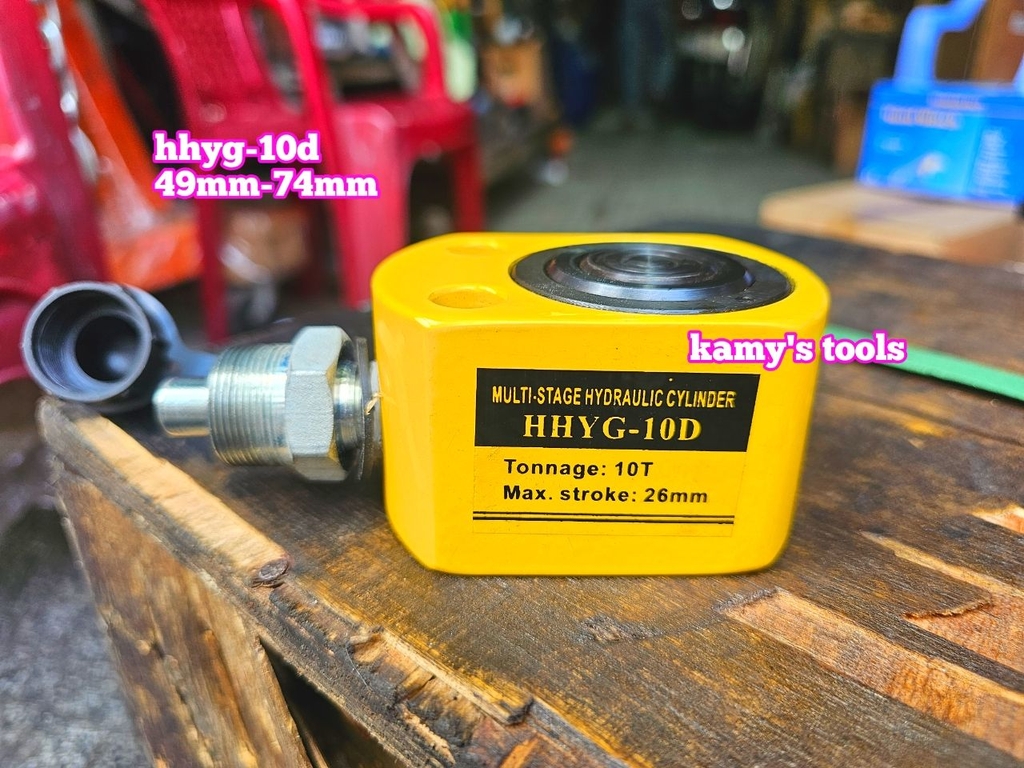 hhyg-10d
49mm-74mm
kamy's tools
MULTI-STAGE HYDRAULIC CYLINDER
HHYG-10D
Tonnage: 10T
Max. stroke: 26mm